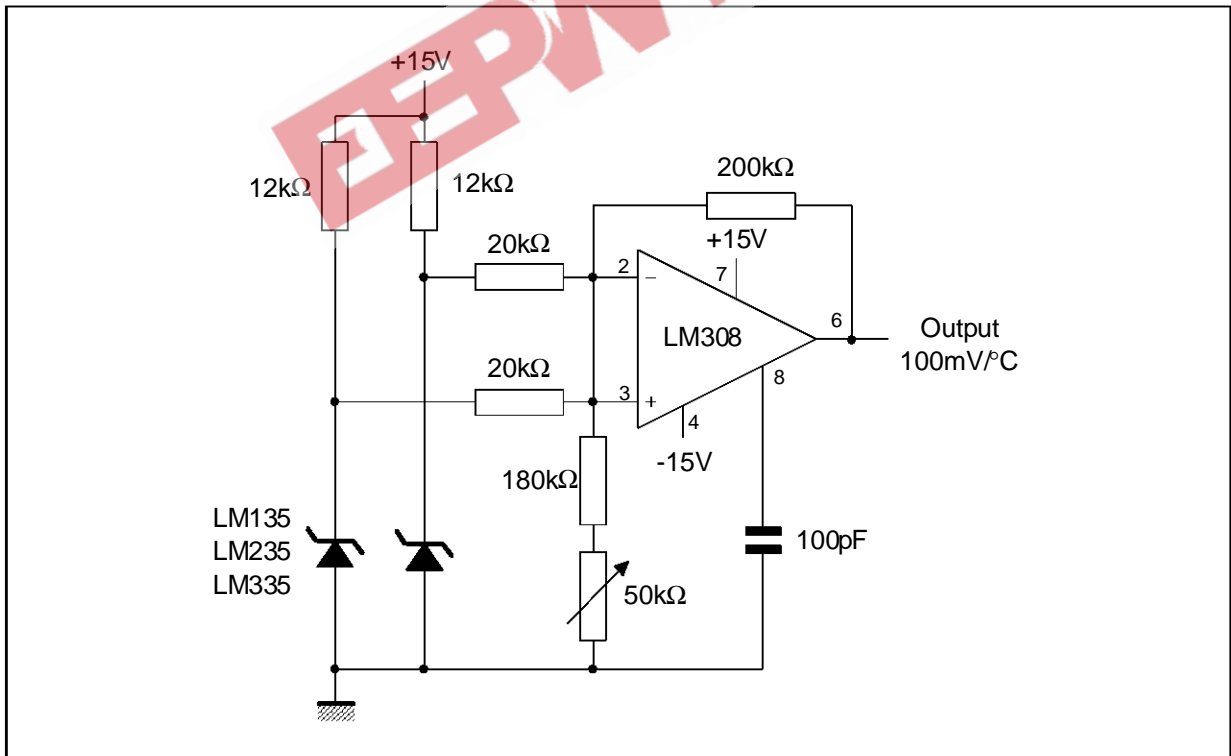 EEPW
+15V
12kΩ
12kΩ
200kΩ
20kΩ
+15V
2
−
7
LM308
6
Output
100mV/°C
20kΩ
3
+
4
8
-15V
180kΩ
LM135
LM235
LM335
100pF
50kΩ